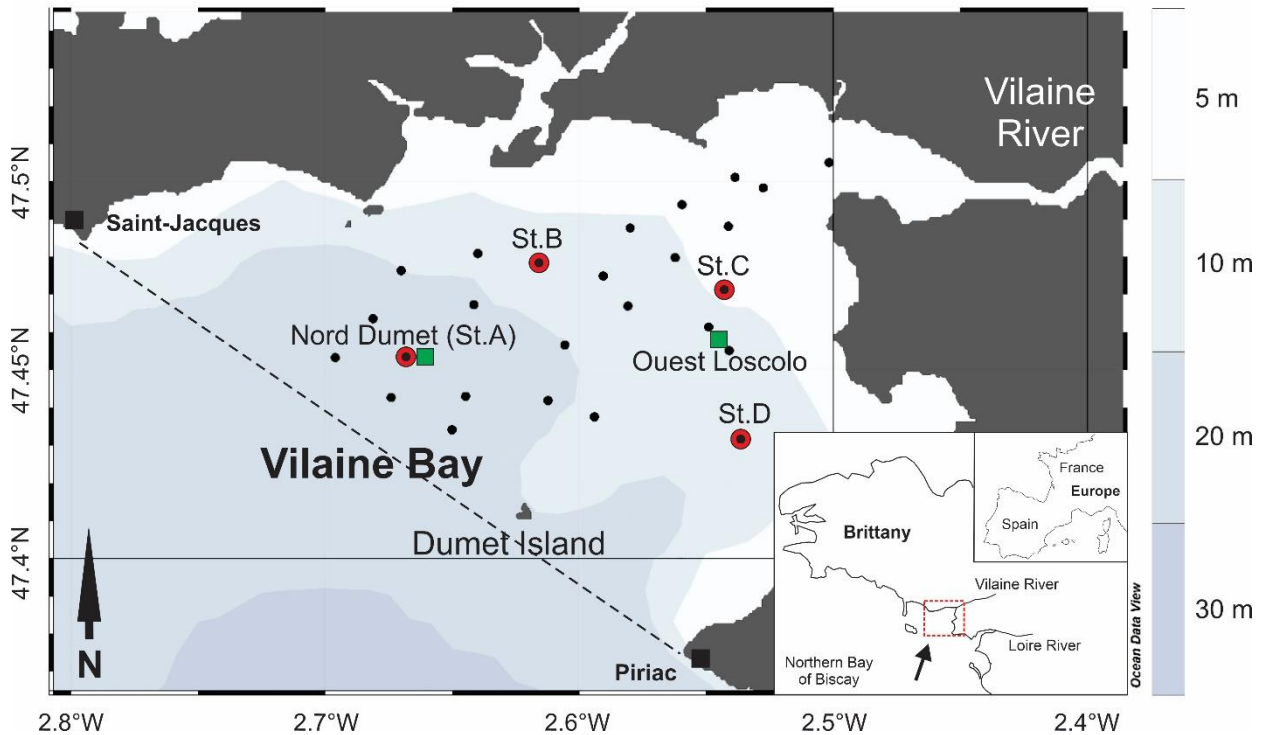 Vilaine
River
5 m
10 m
20 m
30 m
47.5°N
47.45°N
47.4°N
Saint-Jacques
St.B
St.C
Nord Dumet (St.A)
Ouest Loscolo
St.D
Vilaine Bay
Dumet Island
N
Piriac
Brittany
France
Europe
Spain
Vilaine River
Loire River
Northern Bay
of Biscay
Ocean Data View
2.8°W
2.7°W
2.6°W
2.5°W
2.4°W